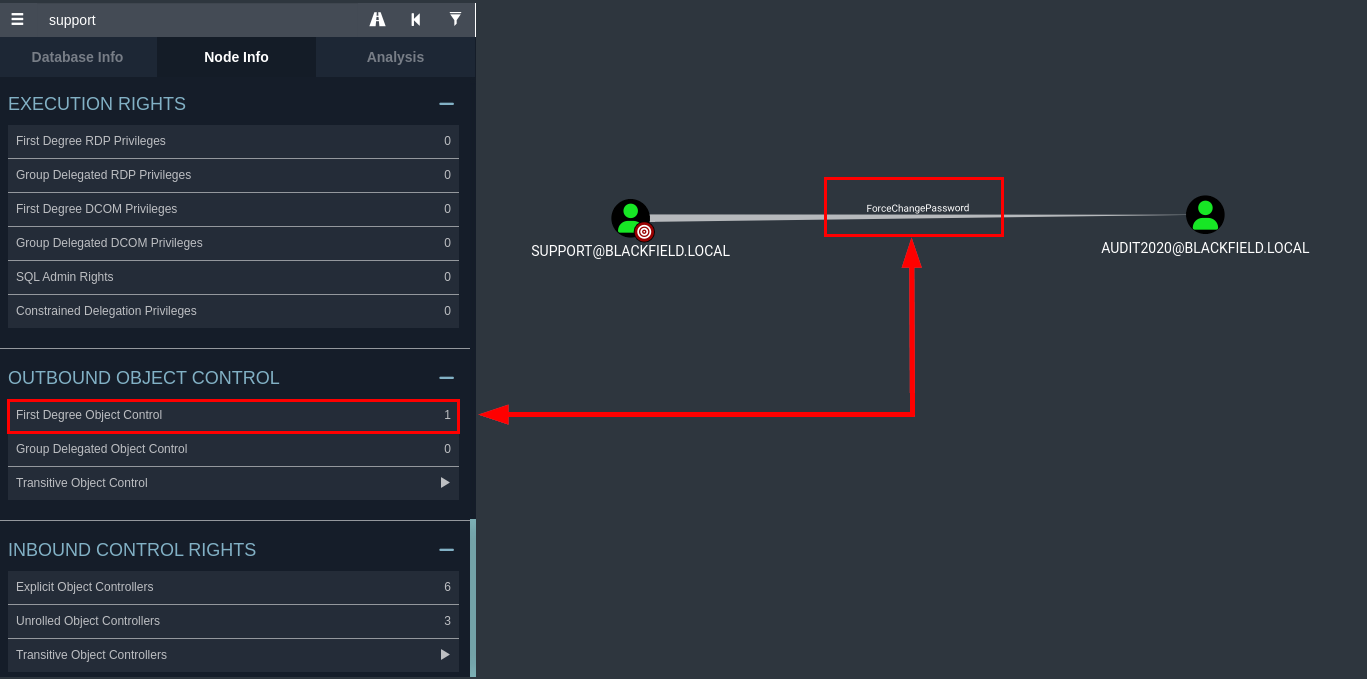 support
Database Info Node Info Analysis
EXECUTION RIGHTS
First Degree RDP Privileges 0
Group Delegated RDP Privileges 0
First Degree DCOM Privileges 0
Group Delegated DCOM Privileges 0
SQL Admin Rights 0
Constrained Delegation Privileges 0
OUTBOUND OBJECT CONTROL
First Degree Object Control 1
Group Delegated Object Control 0
Transitive Object Control
INBOUND CONTROL RIGHTS
Explicit Object Controllers 6
Unrolled Object Controllers 3
Transitive Object Controllers
ForceChangePassword
SUPPORT@BLACKFIELD.LOCAL
AUDIT2020@BLACKFIELD.LOCAL